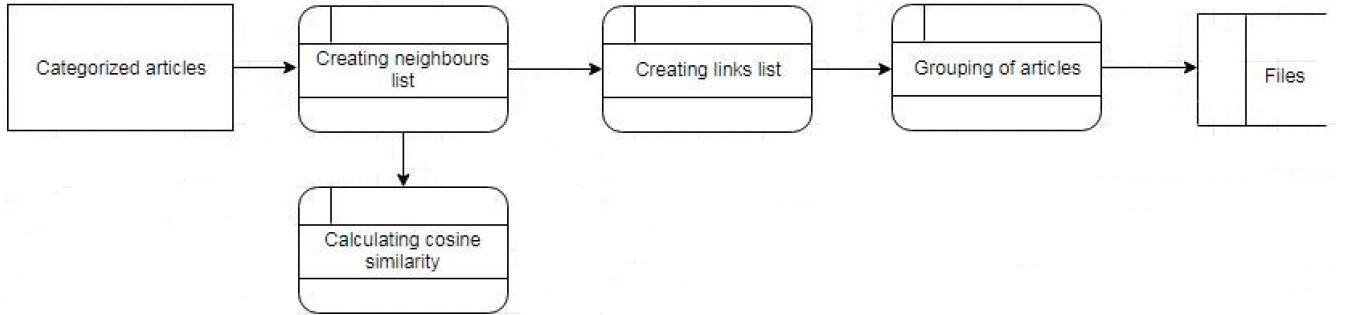 Categorized articles
Creating neighbours
list
Creating links list
Grouping of articles
Files
Calculating cosine
similarity